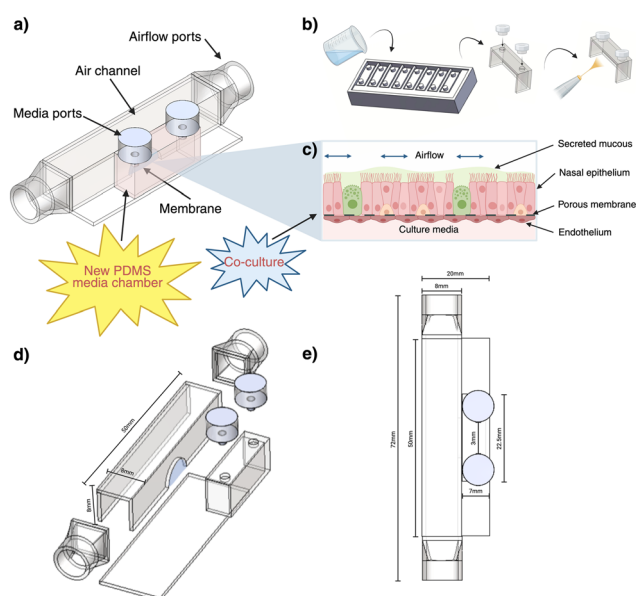 a)
Airflow ports
Air channel
Media ports
Membrane
New PDMS
media chamber
Co-culture
b)
c)
Airflow
Culture media
Secreted mucous
Nasal epithelium
Porous membrane
Endothelium
d)
50mm
8mm
8mm
e)
20mm
8mm
72mm
50mm
3mm
22.5mm
7mm